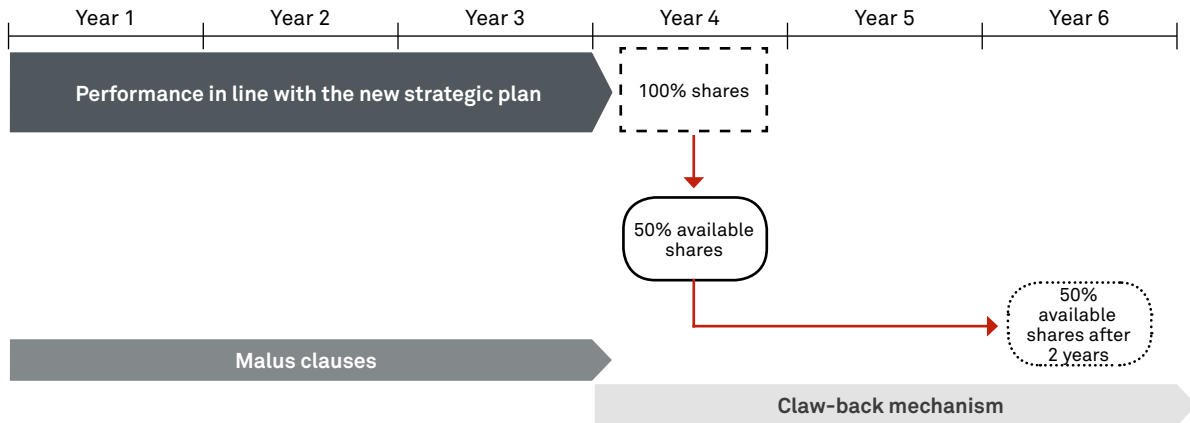 Year 1
Year 2
Year 3
Year 4
Year 5
Year 6
Performance in line with the new strategic plan
100% shares
50% available
shares
50%
available
shares after
2 years
Malus clauses
Claw-back mechanism